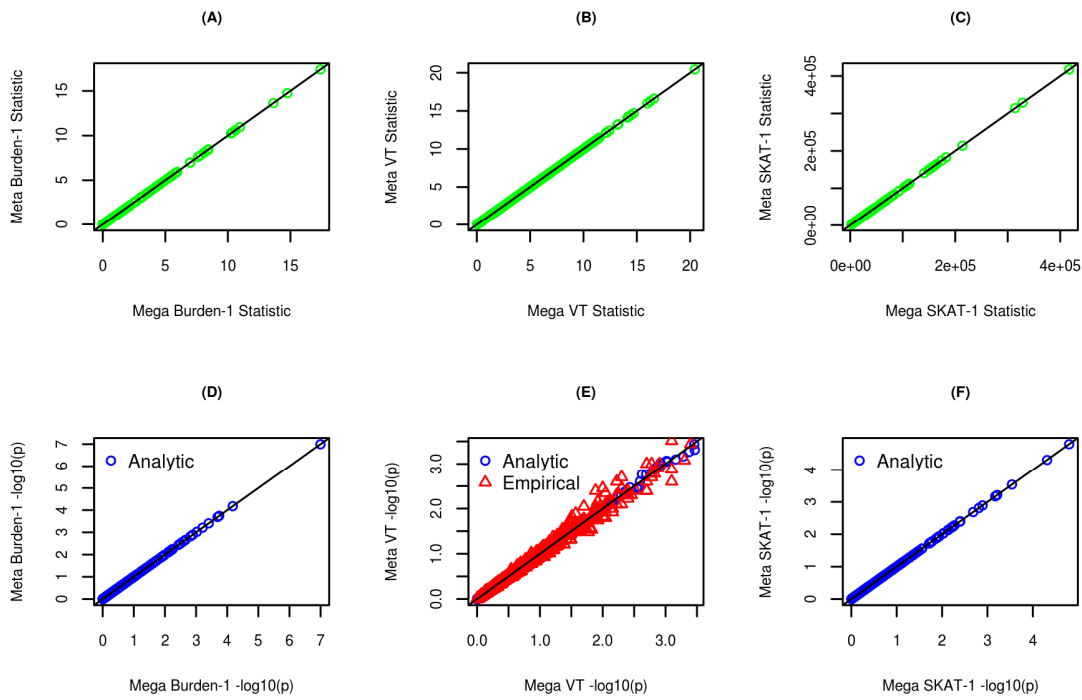 (A)
Meta Burden-1 Statistic
15
10
5
0
0 5 10 15
Mega Burden-1 Statistic
(B)
Meta VT Statistic
20
15
10
5
0
0 5 10 15 20
Mega VT Statistic
(C)
Meta SKAT-1 Statistic
4e+05
2e+05
0e+00
0e+00 2e+05 4e+05
Mega SKAT-1 Statistic
(D)
Meta Burden-1 -log10(p)
7
6
5
4
3
2
1
0
Analytic
0 1 2 3 4 5 6 7
Mega Burden-1 -log10(p)
(E)
Meta VT -log10(p)
3.0
2.0
1.0
0.0
Analytic
Empirical
0.0 1.0 2.0 3.0
Mega VT -log10(p)
(F)
Meta SKAT-1 -log10(p)
4
3
2
1
0
Analytic
0 1 2 3 4
Mega SKAT-1 -log10(p)